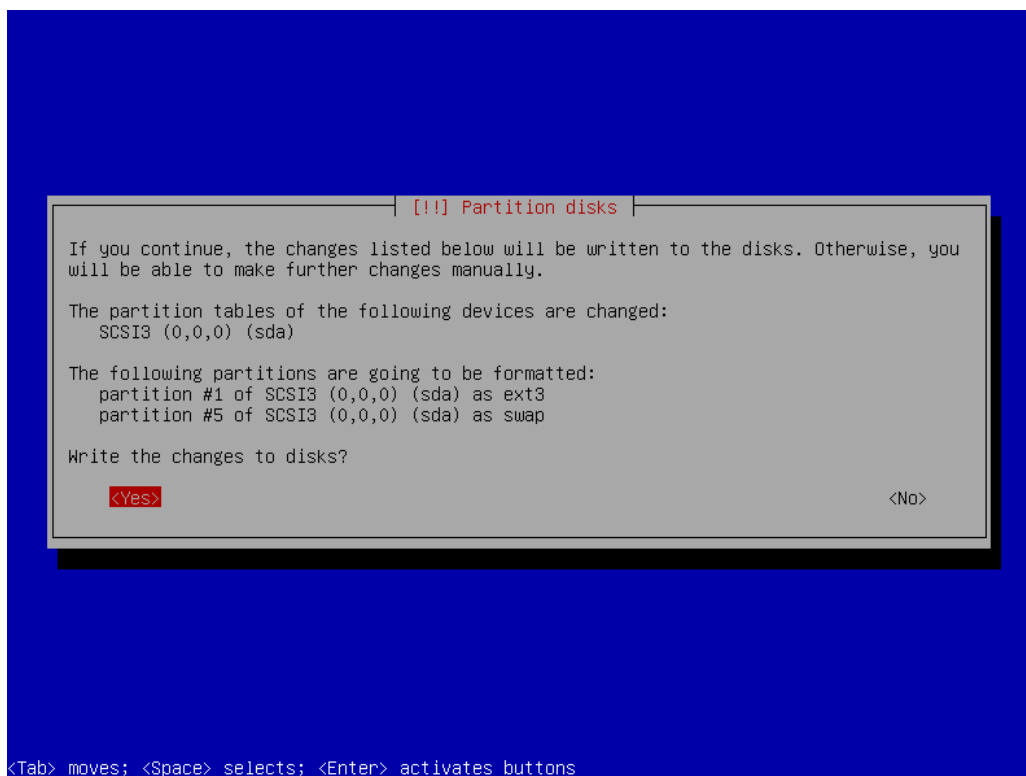 [!!] Partition disks
If you continue, the changes listed below will be written to the disks. Otherwise, you
will be able to make further changes manually.
The partition tables of the following devices are changed:
SCSI3 (0,0,0) (sda)
The following partitions are going to be formatted:
partition #1 of SCSI3 (0,0,0) (sda) as ext3
partition #5 of SCSI3 (0,0,0) (sda) as swap
Write the changes to disks?
<Yes> <No>
<Tab> moves; <Space> selects; <Enter> activates buttons